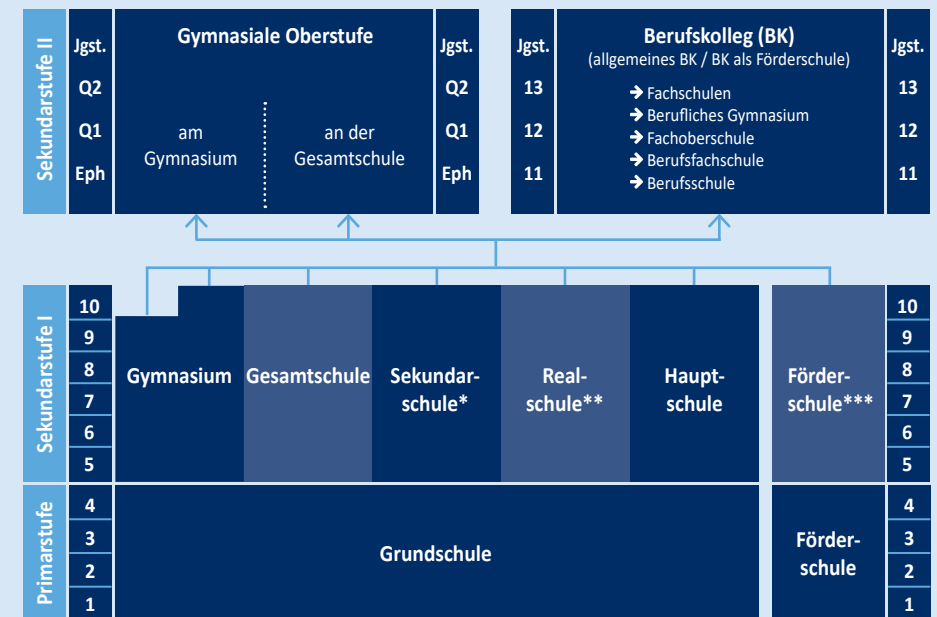 Sekundarstufe II
Jgst.
Q2
Q1
Eph
Gymnasiale Oberstufe
am
Gymnasium
an der
Gesamtschule
Jgst.
Q2
Q1
Eph
Jgst.
13
12
11
Berufskolleg (BK)
(allgemeines BK / BK als Förderschule)
➔ Fachschulen
➔ Berufliches Gymnasium
➔ Fachoberschule
➔ Berufsfachschule
➔ Berufsschule
Jgst.
13
12
11
Sekundarstufe I
10
9
8
7
6
5
Gymnasium
Gesamtschule
Sekundar-
schule*
Real-
schule**
Haupt-
schule
Förder-
schule***
10
9
8
7
6
5
Primarstufe
4
3
2
1
Grundschule
Förder-
schule
4
3
2
1